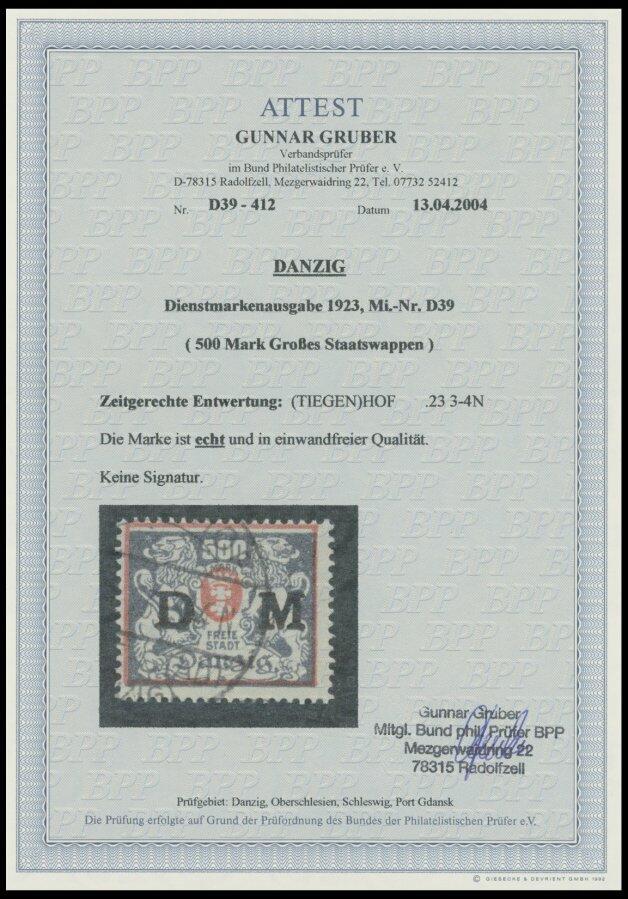 ATTEST
GUNNAR GRUBER
Verbandsprüfer
im Bund Philatelistischer Prüfer e. V.
D-78315 Radolfzell, Mezgerwaidring 22, Tel. 07732 52412
Nr. D39 - 412 Datum 13.04.2004
DANZIG
Dienstmarkenausgabe 1923, Mi.-Nr. D39
( 500 Mark Großes Staatswappen )
Zeitgerechte Entwertung: (TIEGEN)HOF .23 3-4N
Die Marke ist echt und in einwandfreier Qualität.
Keine Signatur.
500
MARK
D M
FREIE
STADT
Danzig
Gunnar Gruber
Mitgl. Bund phil. Prüfer BPP
Mezgerwaidring 22
78315 Radolfzell
Prüfgebiet: Danzig, Oberschlesien, Schleswig, Port Gdansk
Die Prüfung erfolgte auf Grund der Prüfordnung des Bundes der Philatelistischen Prüfer e.V.
© GIESECKE & DEVRIENT GMBH 1992